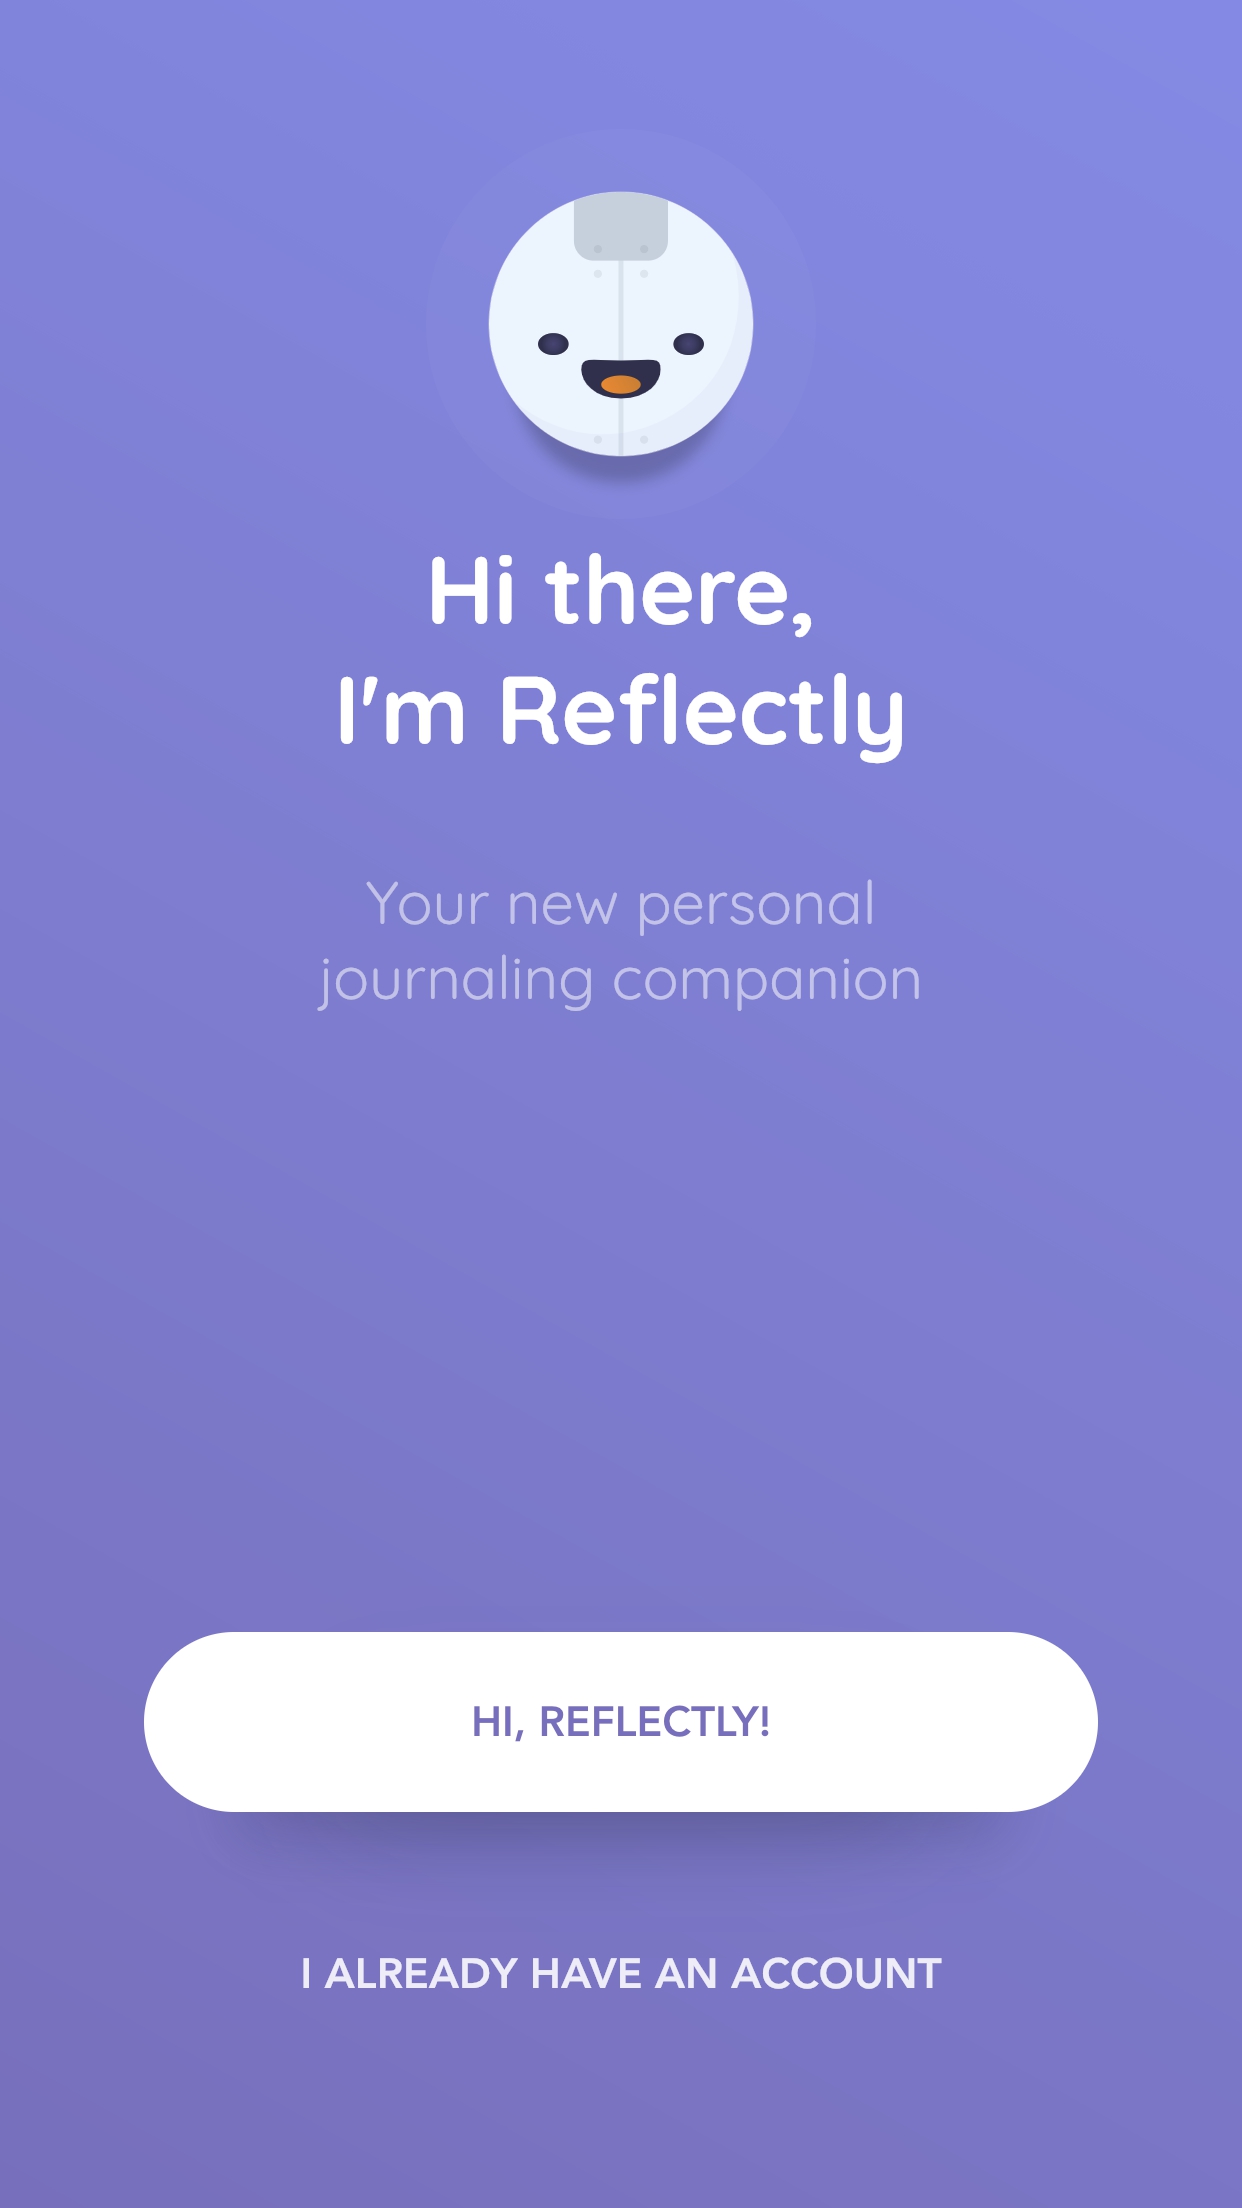 Hi there,
I'm Reflectly
Your new personal
journaling companion
HI, REFLECTLY!
I ALREADY HAVE AN ACCOUNT